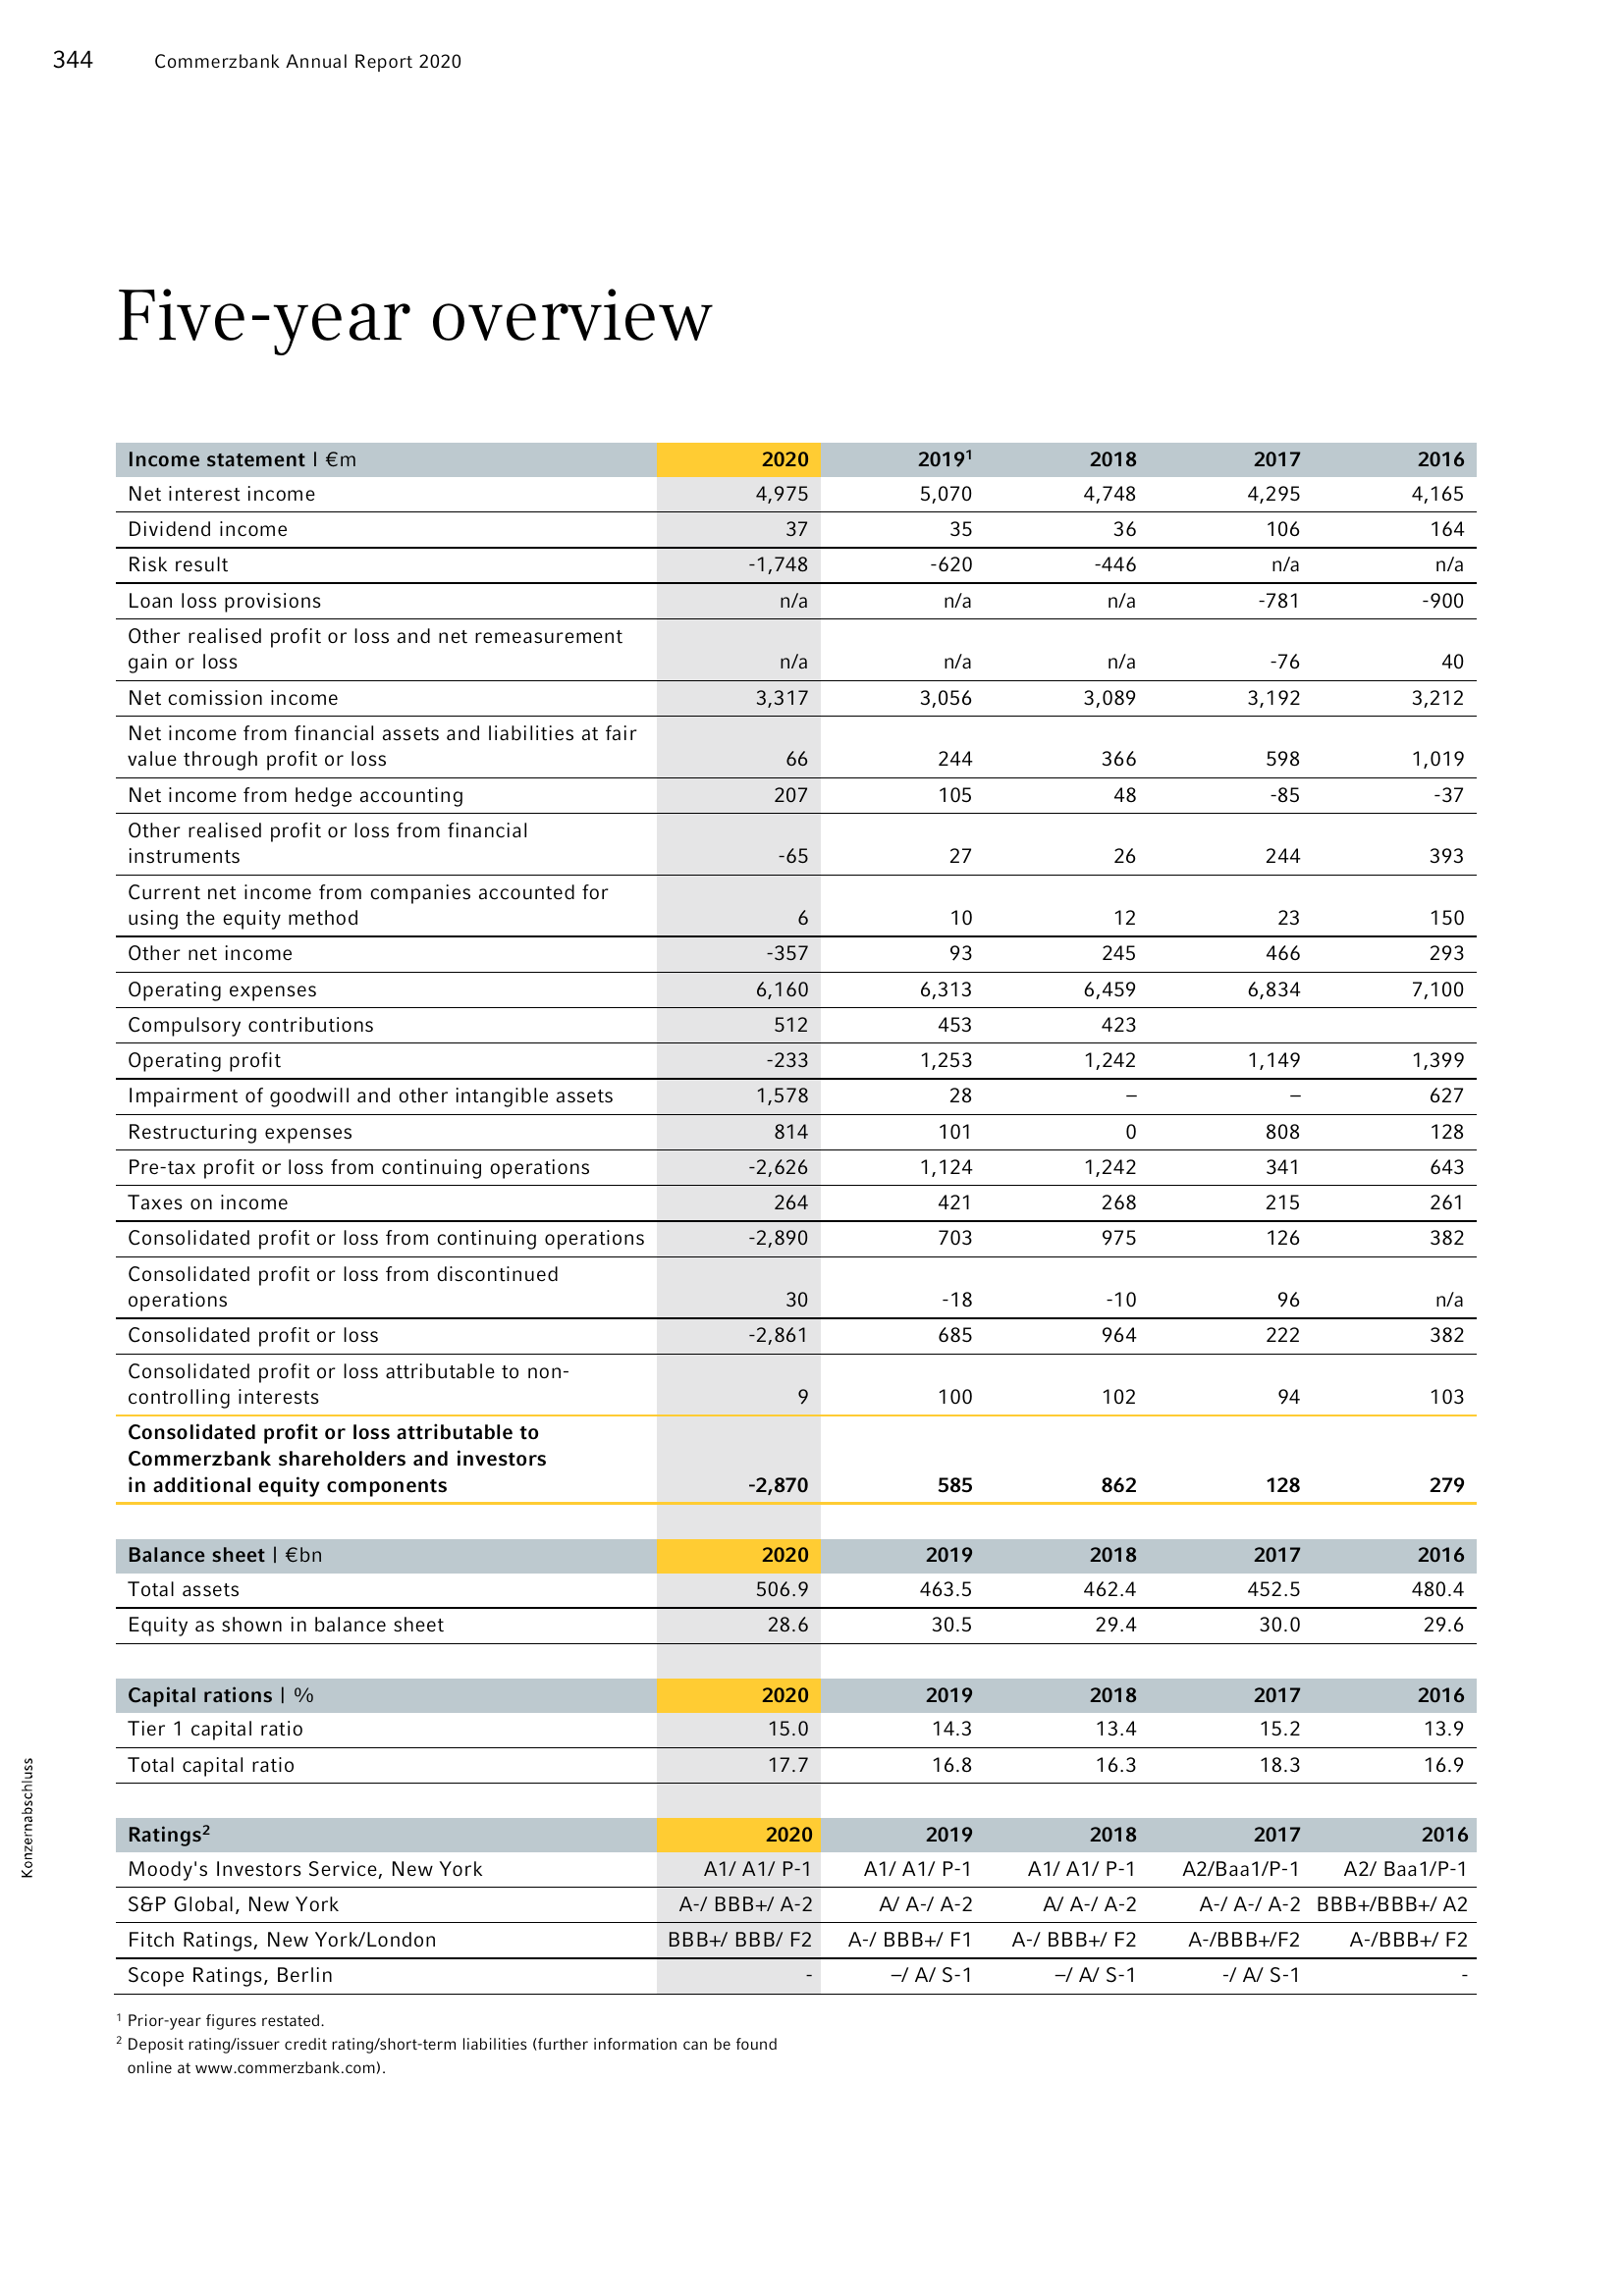 344 Commerzbank Annual Report 2020
Five-year overview
Income statement | €m 2020 2019¹ 2018 2017 2016
Net interest income 4,975 5,070 4,748 4,295 4,165
Dividend income 37 35 36 106 164
Risk result -1,748 -620 -446 n/a n/a
Loan loss provisions n/a n/a n/a -781 -900
Other realised profit or loss and net remeasurement
gain or loss n/a n/a n/a -76 40
Net comission income 3,317 3,056 3,089 3,192 3,212
Net income from financial assets and liabilities at fair
value through profit or loss 66 244 366 598 1,019
Net income from hedge accounting 207 105 48 -85 -37
Other realised profit or loss from financial
instruments -65 27 26 244 393
Current net income from companies accounted for
using the equity method 6 10 12 23 150
Other net income -357 93 245 466 293
Operating expenses 6,160 6,313 6,459 6,834 7,100
Compulsory contributions 512 453 423
Operating profit -233 1,253 1,242 1,149 1,399
Impairment of goodwill and other intangible assets 1,578 28 – – 627
Restructuring expenses 814 101 0 808 128
Pre-tax profit or loss from continuing operations -2,626 1,124 1,242 341 643
Taxes on income 264 421 268 215 261
Consolidated profit or loss from continuing operations -2,890 703 975 126 382
Consolidated profit or loss from discontinued
operations 30 -18 -10 96 n/a
Consolidated profit or loss -2,861 685 964 222 382
Consolidated profit or loss attributable to non-
controlling interests 9 100 102 94 103
Consolidated profit or loss attributable to
Commerzbank shareholders and investors
in additional equity components -2,870 585 862 128 279
Balance sheet | €bn 2020 2019 2018 2017 2016
Total assets 506.9 463.5 462.4 452.5 480.4
Equity as shown in balance sheet 28.6 30.5 29.4 30.0 29.6
Capital rations | % 2020 2019 2018 2017 2016
Tier 1 capital ratio 15.0 14.3 13.4 15.2 13.9
Total capital ratio 17.7 16.8 16.3 18.3 16.9
Ratings² 2020 2019 2018 2017 2016
Moody's Investors Service, New York A1/ A1/ P-1 A1/ A1/ P-1 A1/ A1/ P-1 A2/Baa1/P-1 A2/ Baa1/P-1
S&P Global, New York A-/ BBB+/ A-2 A/ A-/ A-2 A/ A-/ A-2 A-/ A-/ A-2 BBB+/BBB+/ A2
Fitch Ratings, New York/London BBB+/ BBB/ F2 A-/ BBB+/ F1 A-/ BBB+/ F2 A-/BBB+/F2 A-/BBB+/ F2
Scope Ratings, Berlin - –/ A/ S-1 –/ A/ S-1 -/ A/ S-1 -
¹ Prior-year figures restated.
² Deposit rating/issuer credit rating/short-term liabilities (further information can be found
online at www.commerzbank.com).
Konzernabschluss